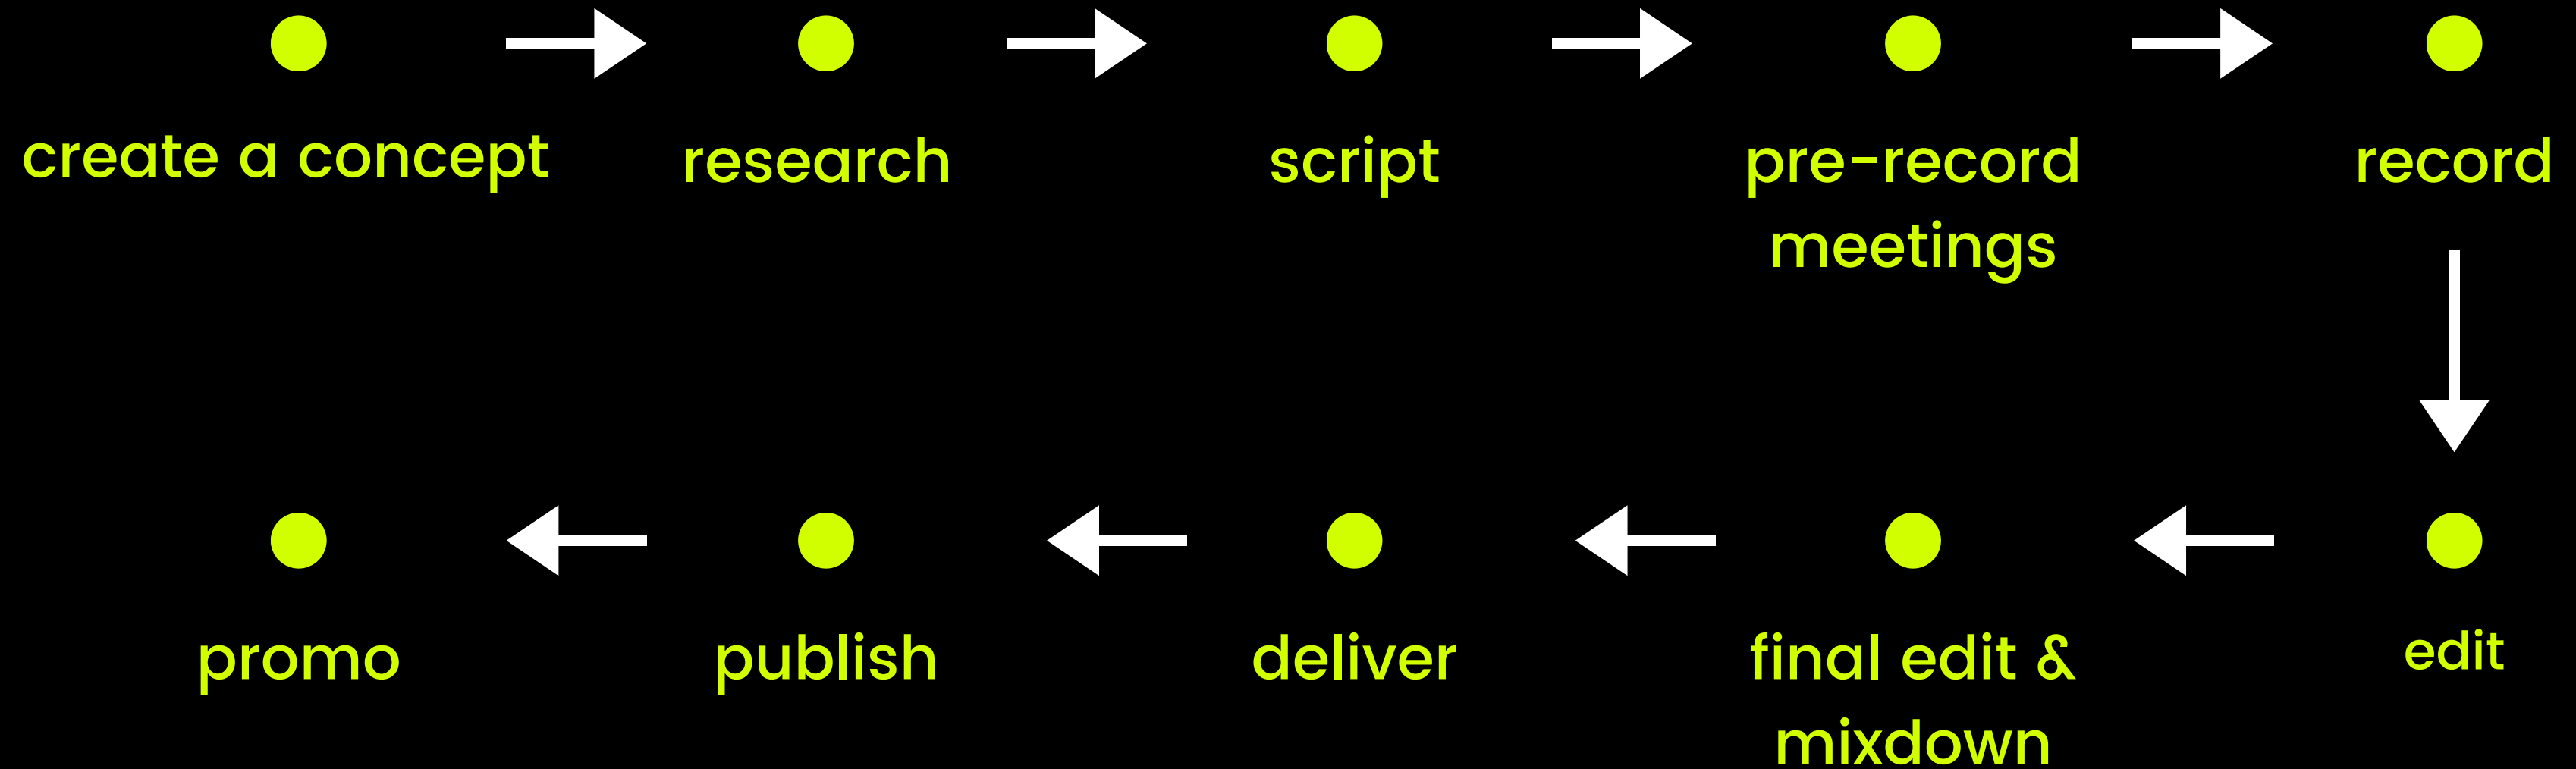 create a concept
research
script
pre-record
meetings
record
promo
publish
deliver
final edit &
mixdown
edit